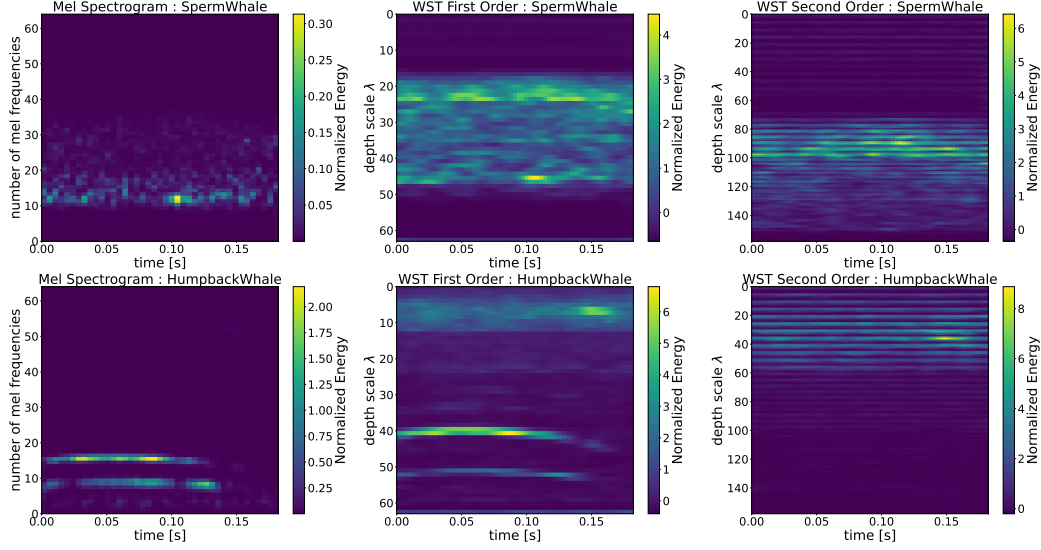 Mel Spectrogram : SpermWhale
number of mel frequencies
60
50
40
30
20
10
0
0.00 0.05 0.10 0.15
time [s]
0.30
0.25
0.20
0.15
0.10
0.05
Normalized Energy
WST First Order : SpermWhale
depth scale λ
0
10
20
30
40
50
60
0.00 0.05 0.10 0.15
time [s]
4
3
2
1
0
Normalized Energy
WST Second Order : SpermWhale
depth scale λ
0
20
40
60
80
100
120
140
0.00 0.05 0.10 0.15
time [s]
6
5
4
3
2
1
0
Normalized Energy
Mel Spectrogram : HumpbackWhale
number of mel frequencies
60
50
40
30
20
10
0
0.00 0.05 0.10 0.15
time [s]
2.00
1.75
1.50
1.25
1.00
0.75
0.50
0.25
Normalized Energy
WST First Order : HumpbackWhale
depth scale λ
0
10
20
30
40
50
60
0.00 0.05 0.10 0.15
time [s]
6
5
4
3
2
1
0
Normalized Energy
WST Second Order : HumpbackWhale
depth scale λ
0
20
40
60
80
100
120
140
0.00 0.05 0.10 0.15
time [s]
8
6
4
2
0
Normalized Energy